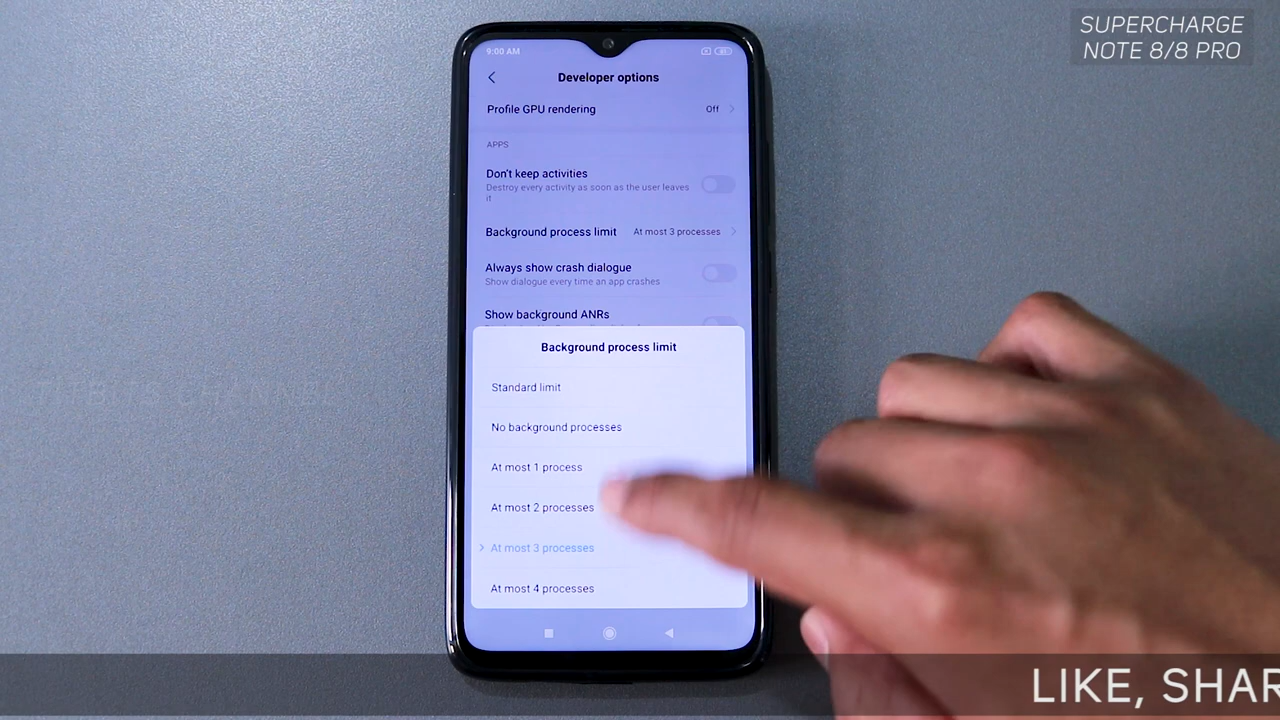 SUPERCHARGE
NOTE 8/8 PRO
9:00 AM
Developer options
Profile GPU rendering Off
APPS
Don't keep activities
Destroy every activity as soon as the user leaves
it
Background process limit At most 3 processes
Always show crash dialogue
Show dialogue every time an app crashes
Show background ANRs
Background process limit
Standard limit
No background processes
At most 1 process
At most 2 processes
At most 3 processes
At most 4 processes
LIKE, SHAR